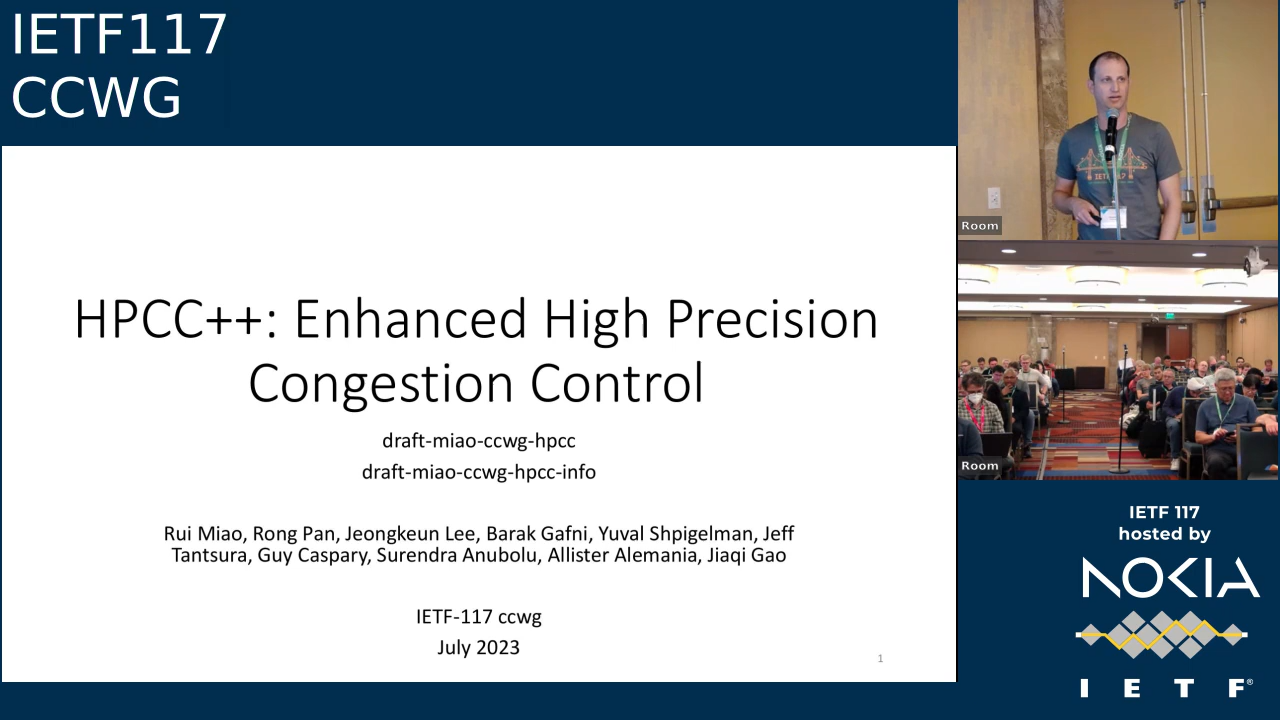 IETF117
CCWG
HPCC++: Enhanced High Precision
Congestion Control
draft-miao-ccwg-hpcc
draft-miao-ccwg-hpcc-info
Rui Miao, Rong Pan, Jeongkeun Lee, Barak Gafni, Yuval Shpigelman, Jeff
Tantsura, Guy Caspary, Surendra Anubolu, Allister Alemania, Jiaqi Gao
IETF-117 ccwg
July 2023
1
Room
Room
IETF 117
hosted by
NOKIA
I E T F®